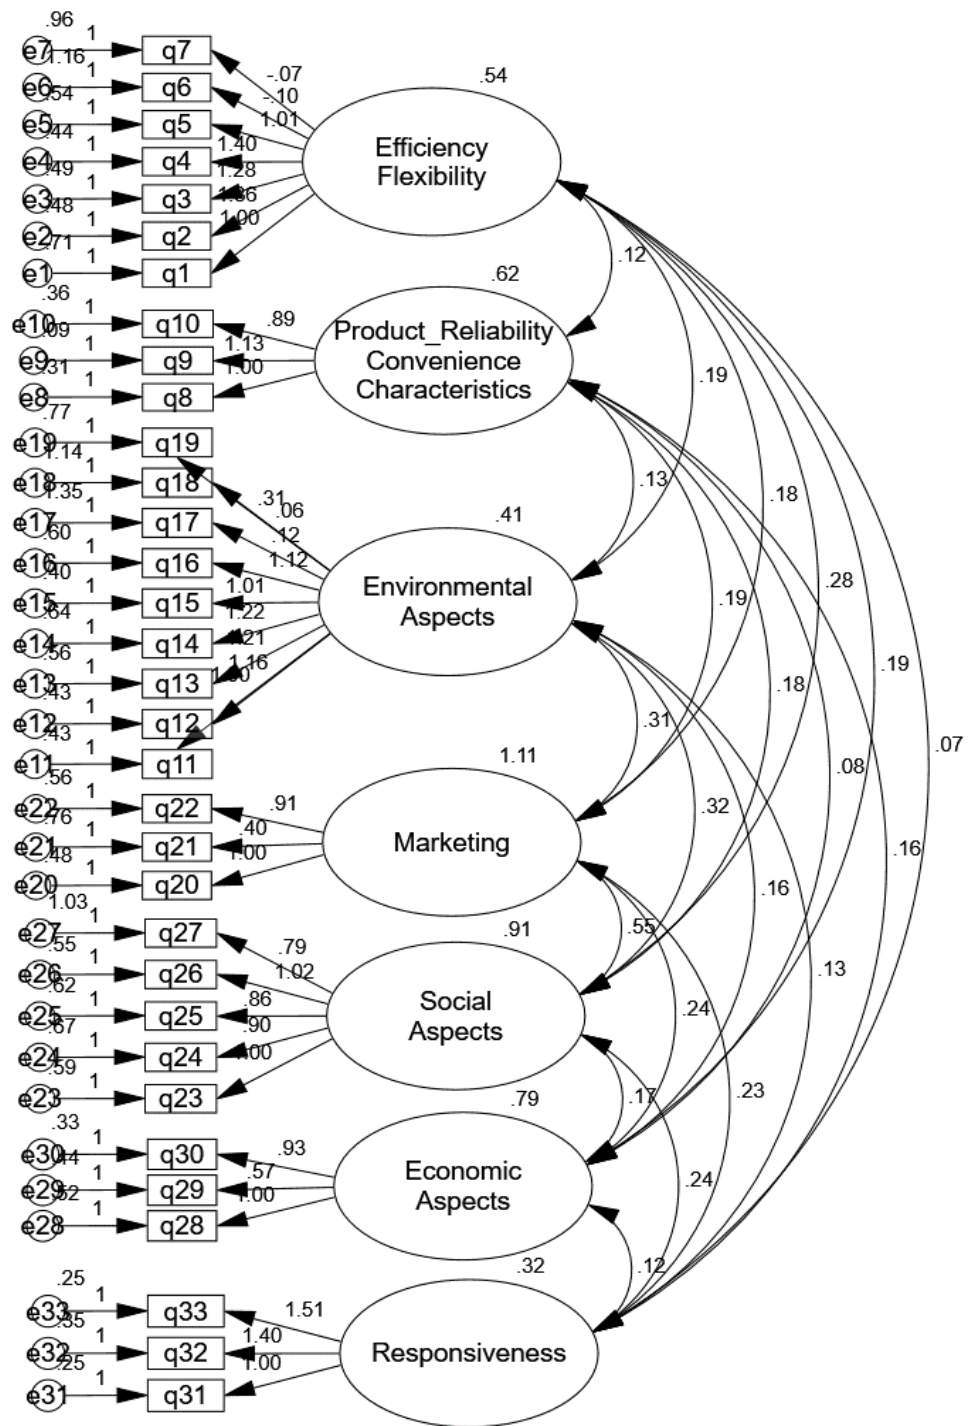 .96
e7 1 q7
1.16
e6 1 q6
.54
e5 1 q5
.44
e4 1 q4
.49
e3 1 q3
.48
e2 1 q2
.71
e1 1 q1
-.07
-.10
1.01
1.40
1.28
1.00
.54
Efficiency
Flexibility
.36
e10 1 q10
.09
e9 1 q9
.31
e8 1 q8
.89
1.13
1.00
.62
Product_Reliability
Convenience
Characteristics
.77
e19 1 q19
1.14
e18 1 q18
1.35
e17 1 q17
.60
e16 1 q16
.40
e15 1 q15
.64
e14 1 q14
.56
e13 1 q13
.43
e12 1 q12
.43
e11 1 q11
.31
.06
.12
1.12
1.01
1.22
1.21
1.16
.41
Environmental
Aspects
.56
e22 1 q22
.76
e21 1 q21
.48
e20 1 q20
.91
.40
1.00
1.11
Marketing
1.03
e27 1 q27
.55
e26 1 q26
.62
e25 1 q25
.67
e24 1 q24
.59
e23 1 q23
.79
1.02
.86
.90
1.00
.91
Social
Aspects
.33
e30 1 q30
.44
e29 1 q29
.52
e28 1 q28
.93
.57
1.00
.79
Economic
Aspects
.25
e33 1 q33
.35
e32 1 q32
.25
e31 1 q31
1.51
1.40
1.00
.32
Responsiveness
.12
.19
.18
.28
.19
.07
.13
.19
.18
.08
.16
.31
.32
.16
.13
.55
.24
.23
.17
.24
.12